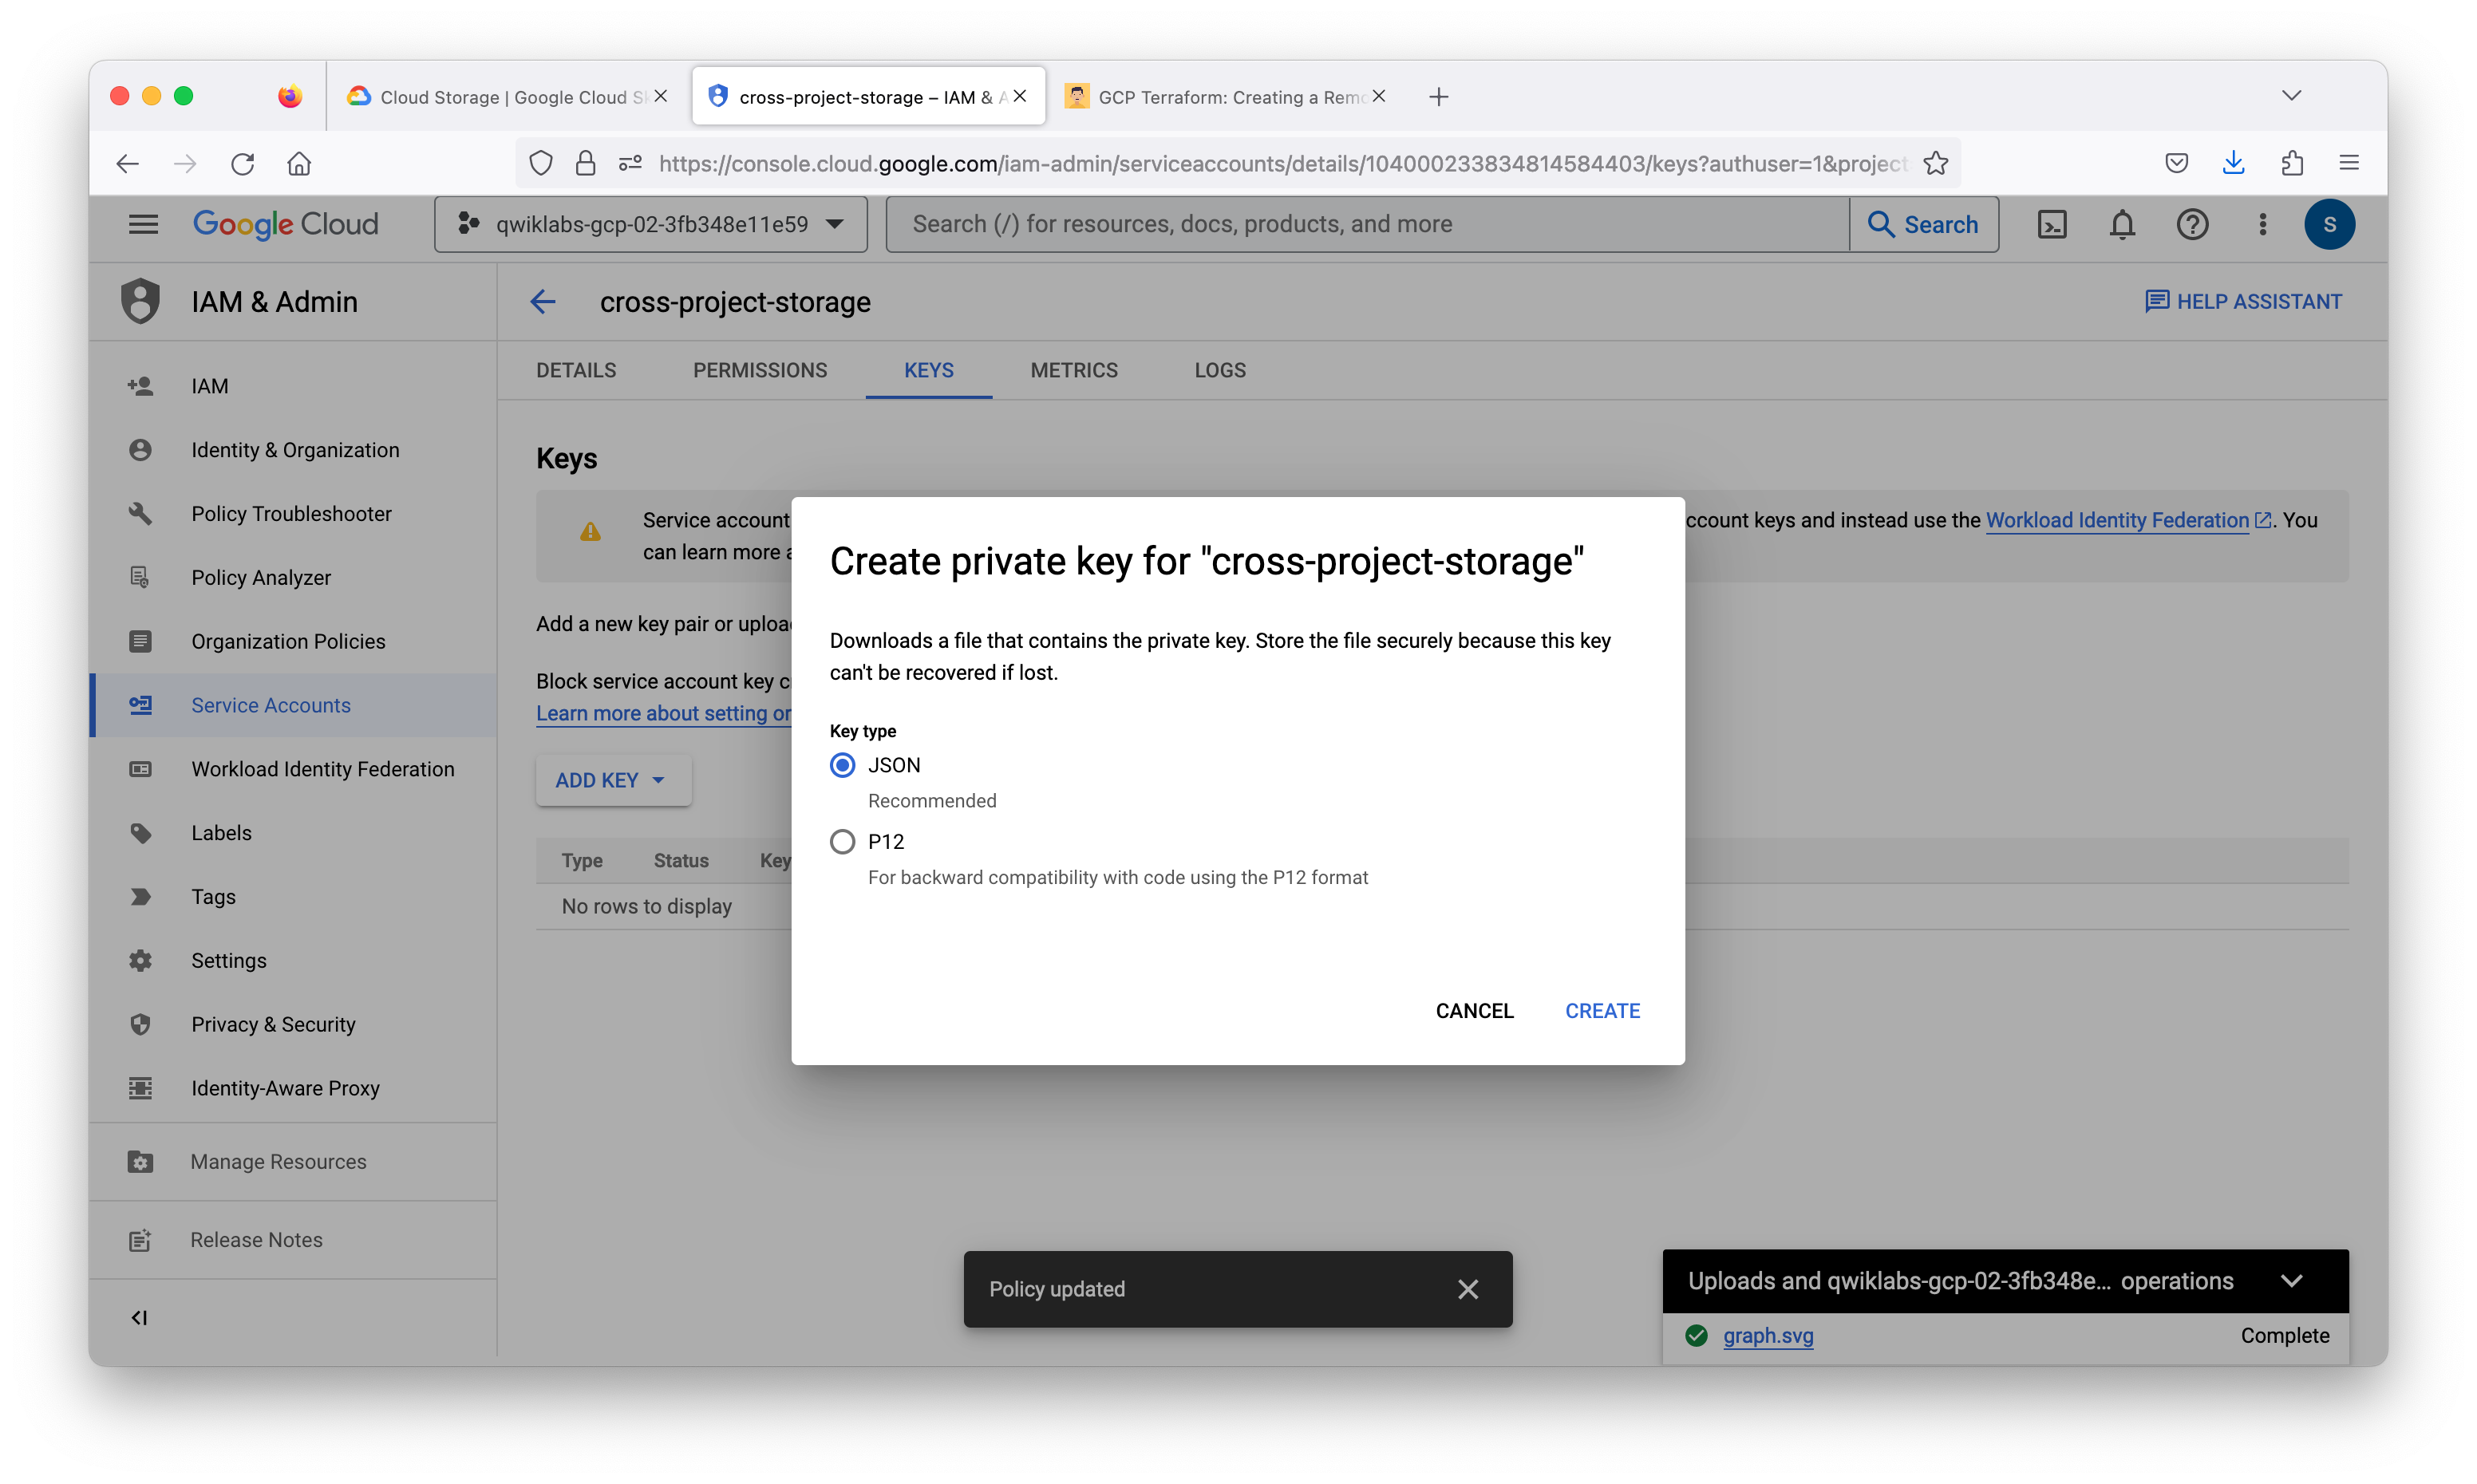 Cloud Storage | Google Cloud S
cross-project-storage – IAM & A
GCP Terraform: Creating a Remo
https://console.cloud.google.com/iam-admin/serviceaccounts/details/104000233834814584403/keys?authuser=1&project
Google Cloud
qwiklabs-gcp-02-3fb348e11e59
Search (/) for resources, docs, products, and more
Search
S
IAM & Admin
cross-project-storage
HELP ASSISTANT
IAM
Identity & Organization
Policy Troubleshooter
Policy Analyzer
Organization Policies
Service Accounts
Workload Identity Federation
Labels
Tags
Settings
Privacy & Security
Identity-Aware Proxy
Manage Resources
Release Notes
DETAILS
PERMISSIONS
KEYS
METRICS
LOGS
Keys
Service account
ccount keys and instead use the Workload Identity Federation. You
can learn more a
Add a new key pair or uploa
Block service account key c
Learn more about setting or
ADD KEY
Type Status Key
No rows to display
Create private key for "cross-project-storage"
Downloads a file that contains the private key. Store the file securely because this key
can't be recovered if lost.
Key type
JSON
Recommended
P12
For backward compatibility with code using the P12 format
CANCEL
CREATE
Policy updated
Uploads and qwiklabs-gcp-02-3fb348e... operations
graph.svg
Complete